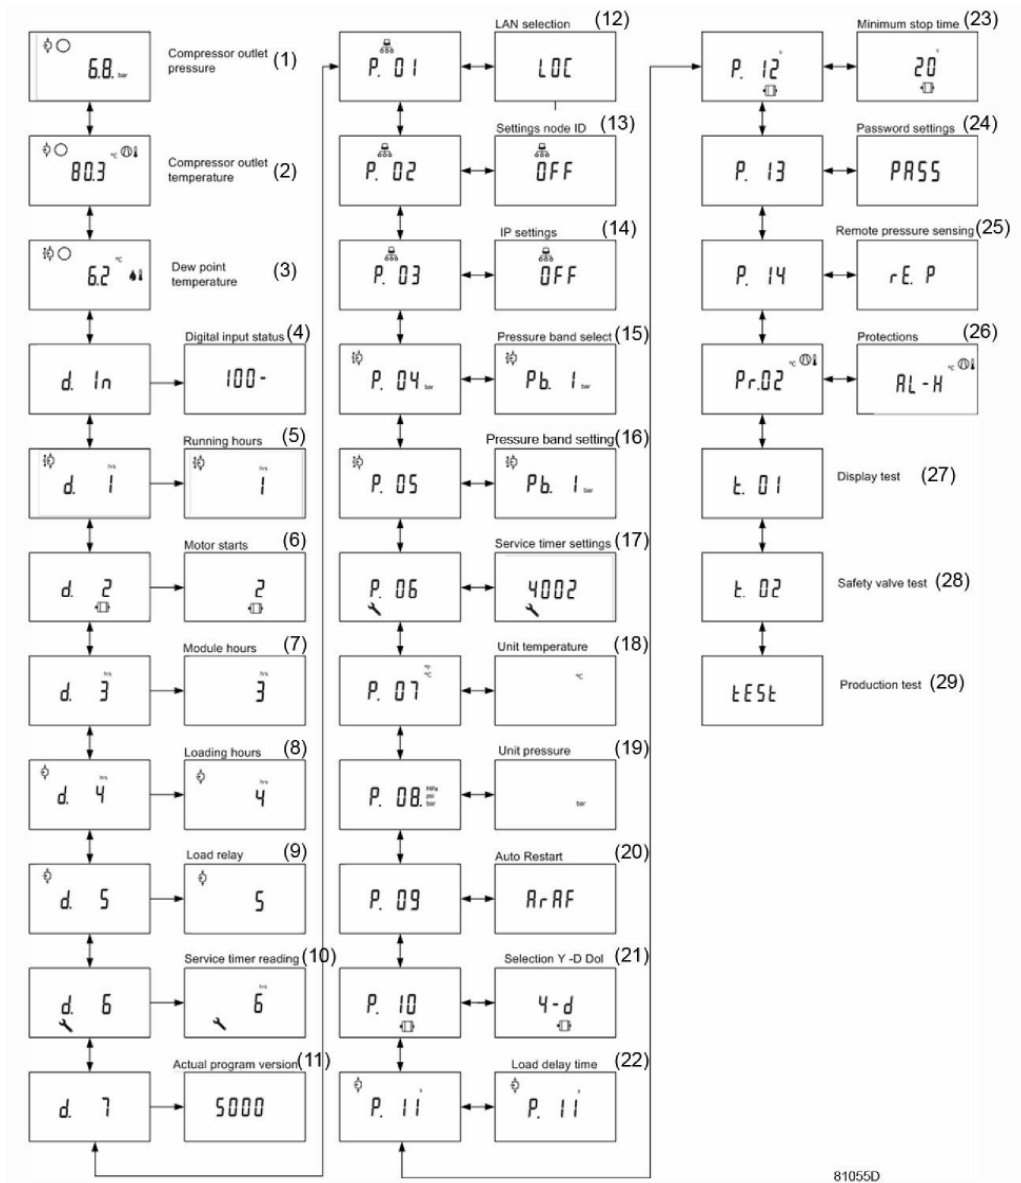 Compressor outlet
pressure
(1)
6.8. bar
Compressor outlet
temperature
(2)
80.3 °C
Dew point
temperature
(3)
6.2 °C
Digital input status (4)
d. In
100-
Running hours (5)
d. 1 hrs
1 hrs
Motor starts (6)
d. 2
2
Module hours (7)
d. 3 hrs
3 hrs
Loading hours (8)
d. 4 hrs
4 hrs
Load relay (9)
d. 5
5
Service timer reading (10)
d. 6
6 hrs
Actual program version (11)
d. 7
5000
LAN selection (12)
P. 01
LOC
Settings node ID (13)
P. 02
OFF
IP settings (14)
P. 03
OFF
Pressure band select (15)
P. 04 bar
Pb. 1 bar
Pressure band setting (16)
P. 05
Pb. 1 bar
Service timer settings (17)
P. 06
4002
Unit temperature (18)
P. 07 °F °C
°C
Unit pressure (19)
P. 08. MPa psi bar
bar
Auto Restart (20)
P. 09
ArAF
Selection Y -D Dol (21)
P. 10
4-d
Load delay time (22)
P. 11 s
P. 11 s
Minimum stop time (23)
P. 12 s
20 s
Password settings (24)
P. 13
PASS
Remote pressure sensing (25)
P. 14
rE. P
Protections (26)
Pr.02 °C
AL-H °C
t. 01
Display test (27)
t. 02
Safety valve test (28)
tESt
Production test (29)
81055D